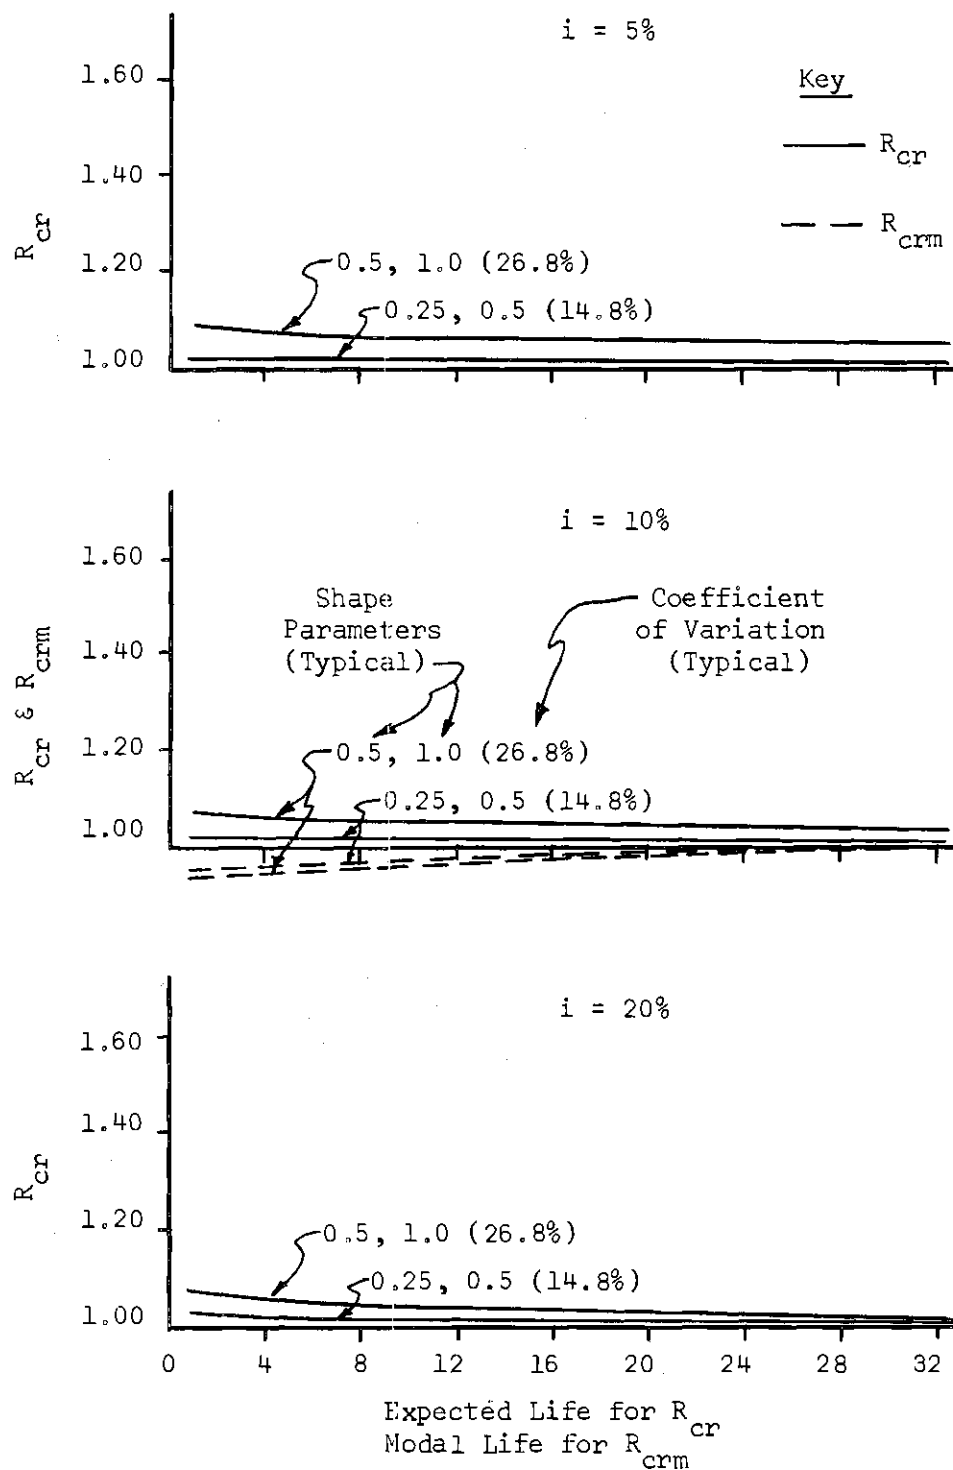 i = 5%
1.60
Key
R_cr
1.40
R_crm
R_cr
1.20
0.5, 1.0 (26.8%)
0.25, 0.5 (14.8%)
1.00
i = 10%
1.60
Shape
Parameters
(Typical)
Coefficient
of Variation
(Typical)
1.40
R_cr & R_crm
1.20
0.5, 1.0 (26.8%)
0.25, 0.5 (14.8%)
1.00
i = 20%
1.60
1.40
R_cr
1.20
0.5, 1.0 (26.8%)
0.25, 0.5 (14.8%)
1.00
0 4 8 12 16 20 24 28 32
Expected Life for R_cr
Modal Life for R_crm